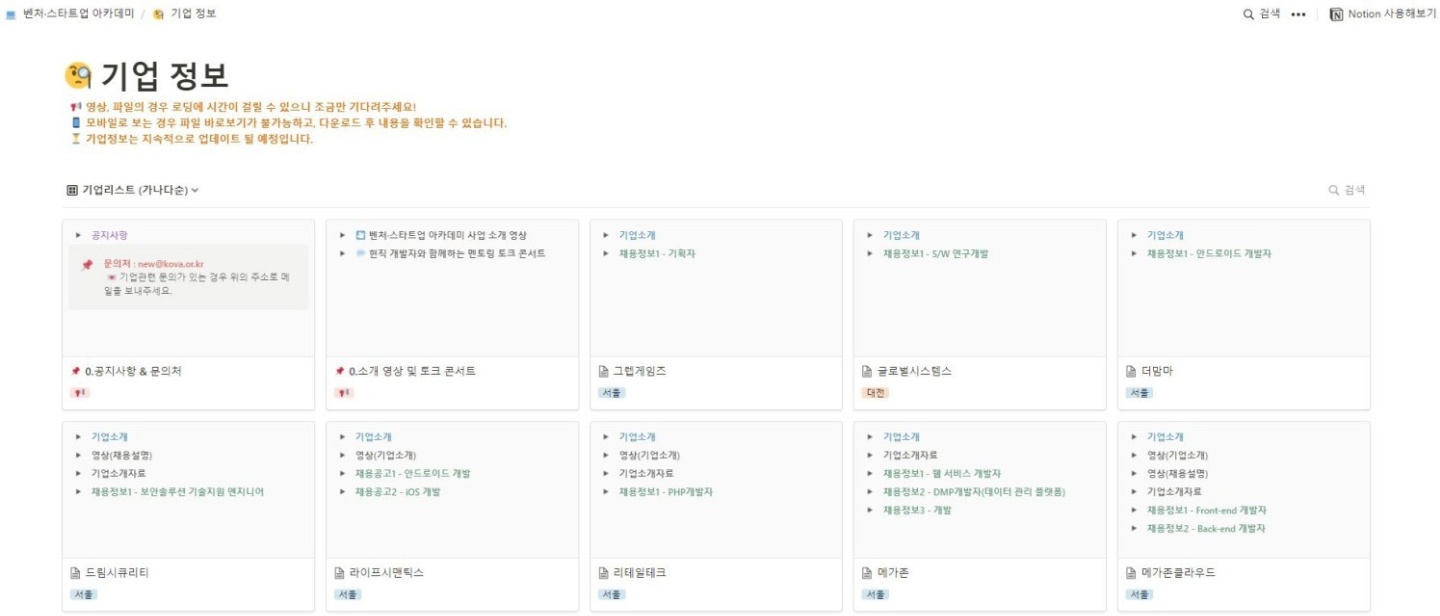 벤처·스타트업 아카데미 / 기업 정보
검색 ••• Notion 사용해보기
기업 정보
영상, 파일의 경우 로딩에 시간이 걸릴 수 있으니 조금만 기다려주세요!
모바일로 보는 경우 파일 바로보기가 불가능하고, 다운로드 후 내용을 확인할 수 있습니다.
기업정보는 지속적으로 업데이트 될 예정입니다.
기업리스트 (가나다순)
검색
공지사항
문의처 : new@kova.or.kr
기업관련 문의가 있는 경우 위의 주소로 메
일을 보내주세요.
0.공지사항 & 문의처
벤처·스타트업 아카데미 사업 소개 영상
현직 개발자와 함께하는 멘토링 토크 콘서트
0.소개 영상 및 토크 콘서트
기업소개
채용정보1 - 기획자
그렙게임즈
서울
기업소개
채용정보1 - S/W 연구개발
글로벌시스템스
대전
기업소개
채용정보1 - 안드로이드 개발자
더맘마
서울
기업소개
영상(채용설명)
기업소개자료
채용정보1 - 보안솔루션 기술지원 엔지니어
드림시큐리티
서울
기업소개
영상(기업소개)
채용공고1 - 안드로이드 개발
채용공고2 - iOS 개발
라이프시맨틱스
서울
기업소개
영상(기업소개)
기업소개자료
채용정보1 - PHP개발자
리테일테크
서울
기업소개
기업소개자료
채용정보1 - 웹 서비스 개발자
채용정보2 - DMP개발자(데이터 관리 플랫폼)
채용정보3 - 개발
메가존
서울
기업소개
영상(기업소개)
영상(채용설명)
기업소개자료
채용정보1 - Front-end 개발자
채용정보2 - Back-end 개발자
메가존클라우드
서울